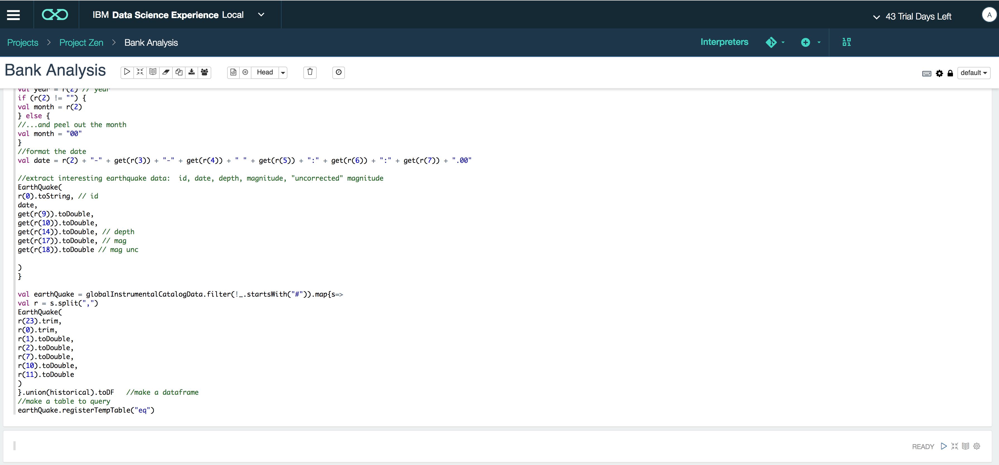 IBM Data Science Experience Local
43 Trial Days Left
A
Projects > Project Zen > Bank Analysis
Interpreters
Bank Analysis
Head
default
val year = r(2) // year
if (r(2) != "") {
val month = r(2)
} else {
//...and peel out the month
val month = "00"
}
//format the date
val date = r(2) + "-" + get(r(3)) + "-" + get(r(4)) + " " + get(r(5)) + ":" + get(r(6)) + ":" + get(r(7)) + ".00"
//extract interesting earthquake data:  id, date, depth, magnitude, "uncorrected" magnitude
EarthQuake(
r(0).toString, // id
date,
get(r(9)).toDouble,
get(r(10)).toDouble,
get(r(14)).toDouble, // depth
get(r(17)).toDouble, // mag
get(r(18)).toDouble // mag unc
)
}
val earthQuake = globalInstrumentalCatalogData.filter(!_.startsWith("#")).map{s=>
val r = s.split(",")
EarthQuake(
r(23).trim,
r(0).trim,
r(1).toDouble,
r(2).toDouble,
r(7).toDouble,
r(10).toDouble,
r(11).toDouble
)
}.union(historical).toDF   //make a dataframe
//make a table to query
earthQuake.registerTempTable("eq")
READY